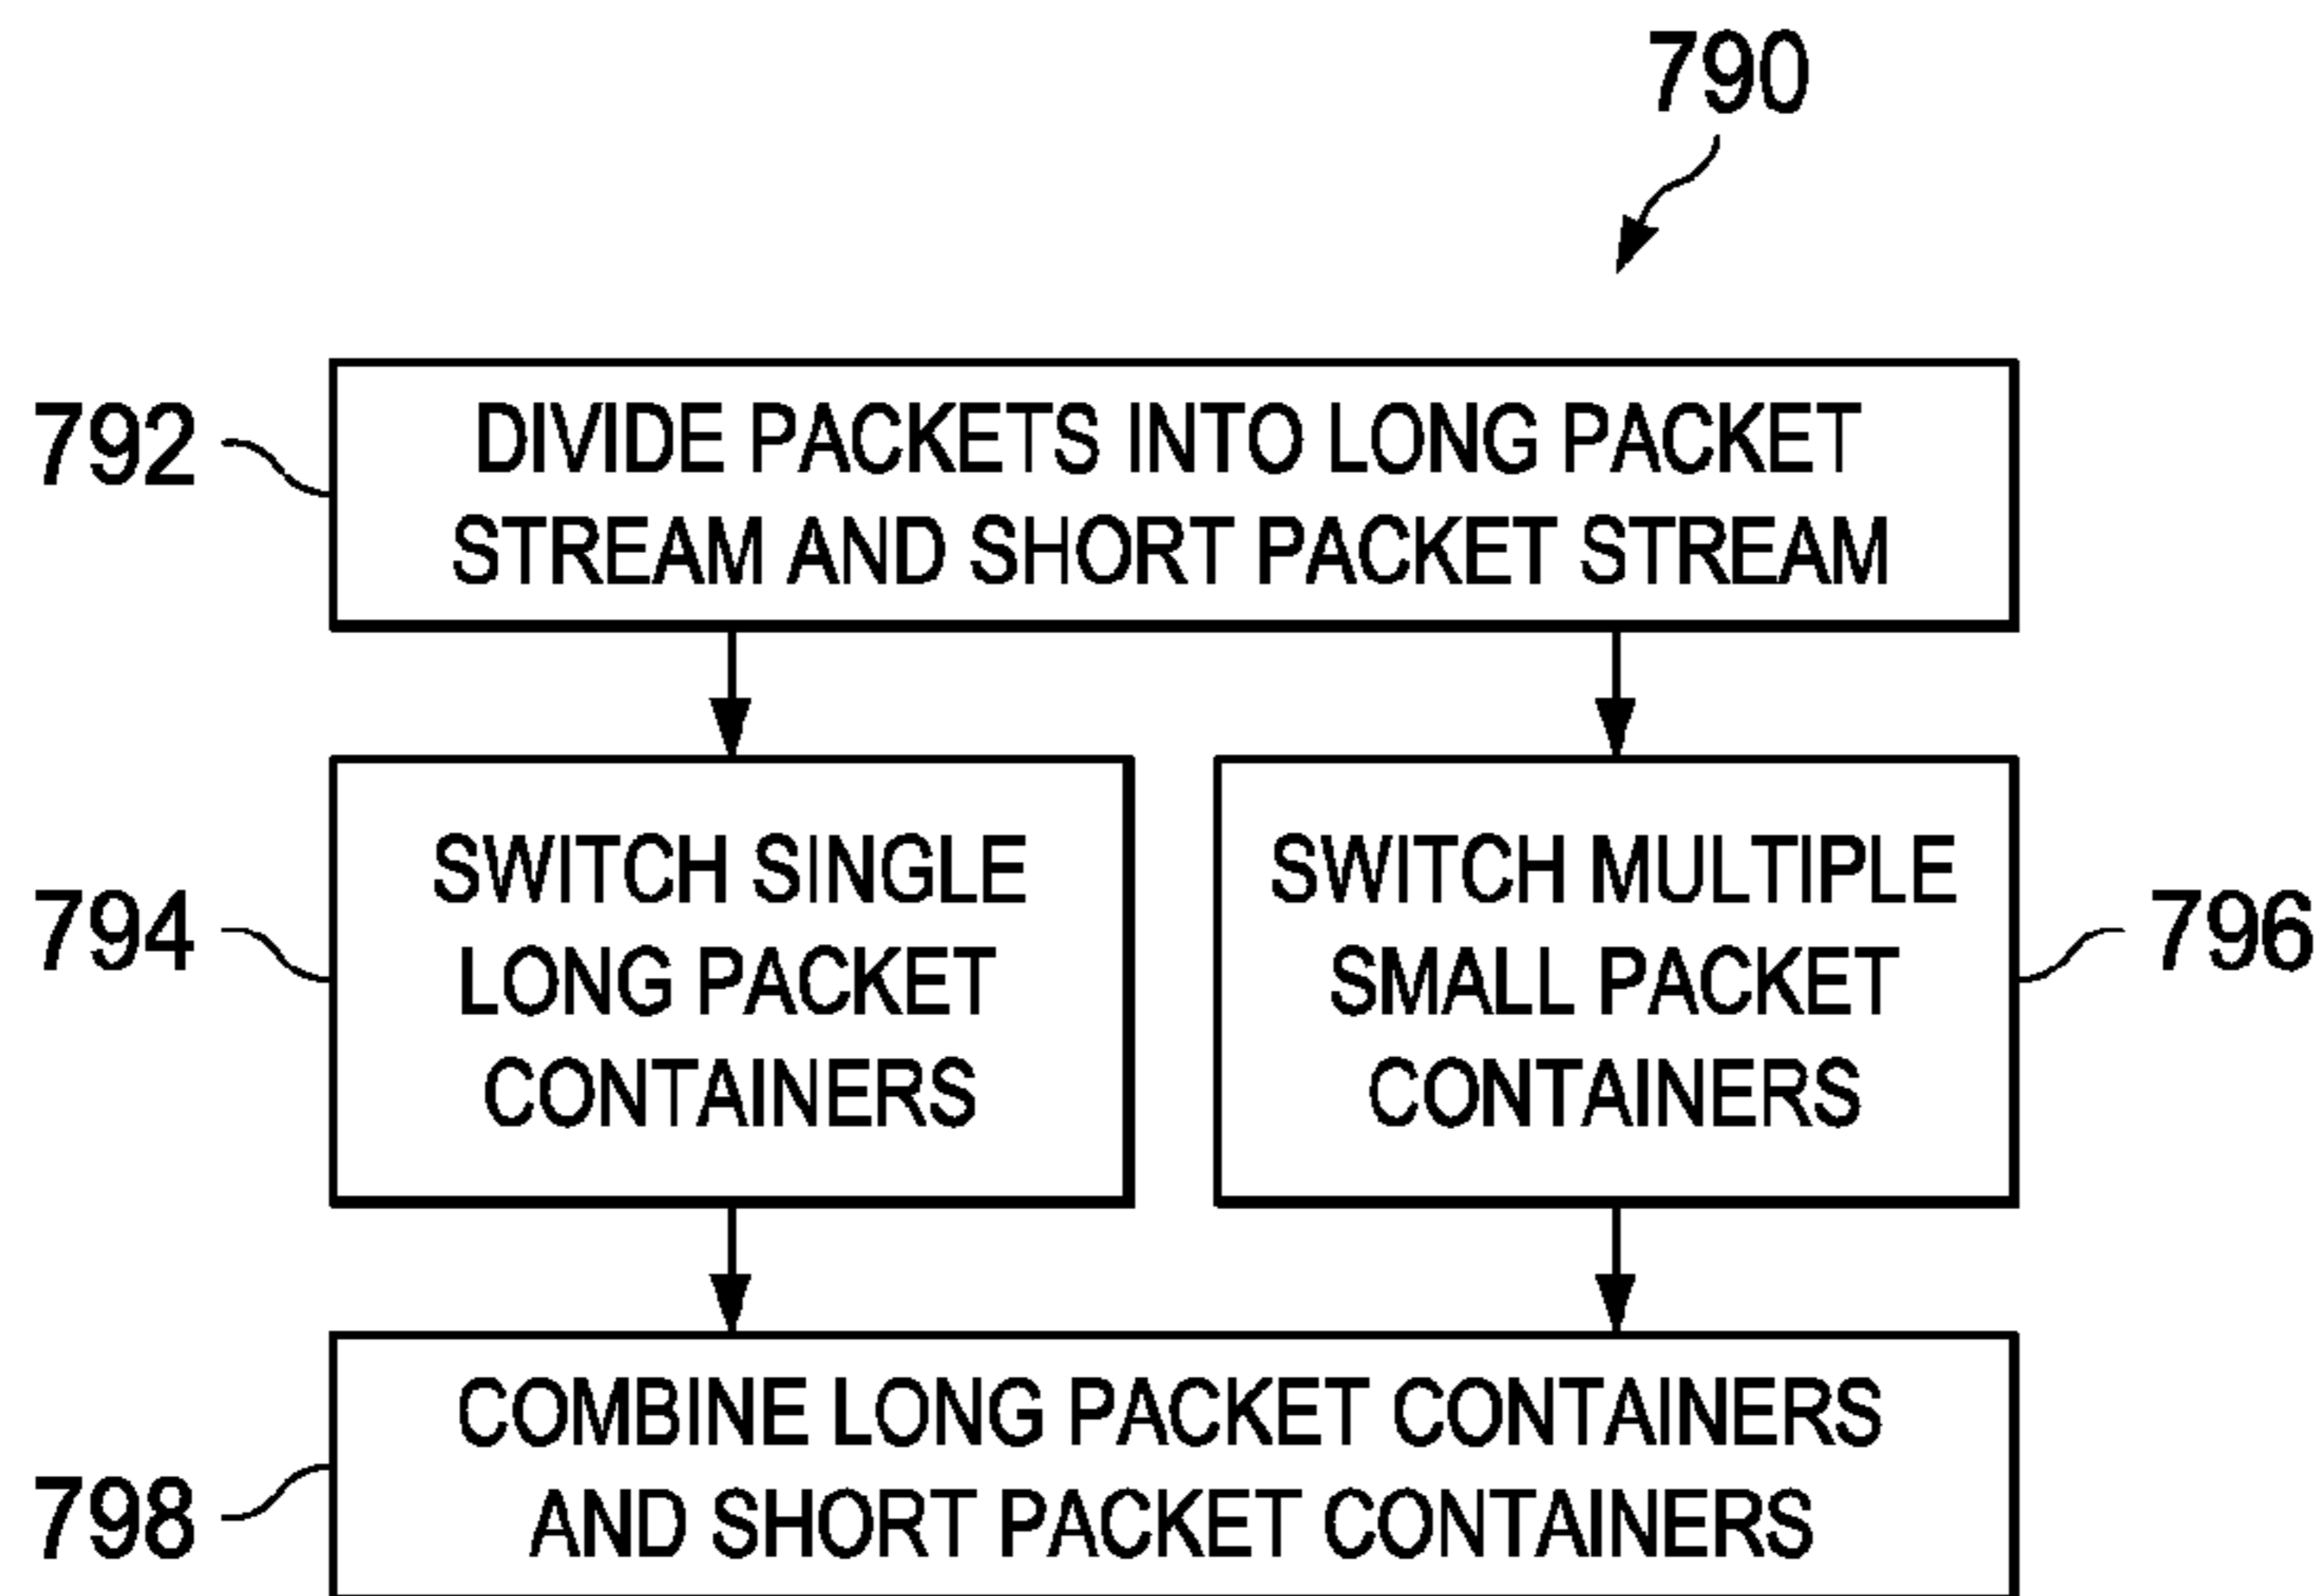 790
792
DIVIDE PACKETS INTO LONG PACKET
STREAM AND SHORT PACKET STREAM
794
SWITCH SINGLE
LONG PACKET
CONTAINERS
SWITCH MULTIPLE
SMALL PACKET
CONTAINERS
796
798
COMBINE LONG PACKET CONTAINERS
AND SHORT PACKET CONTAINERS